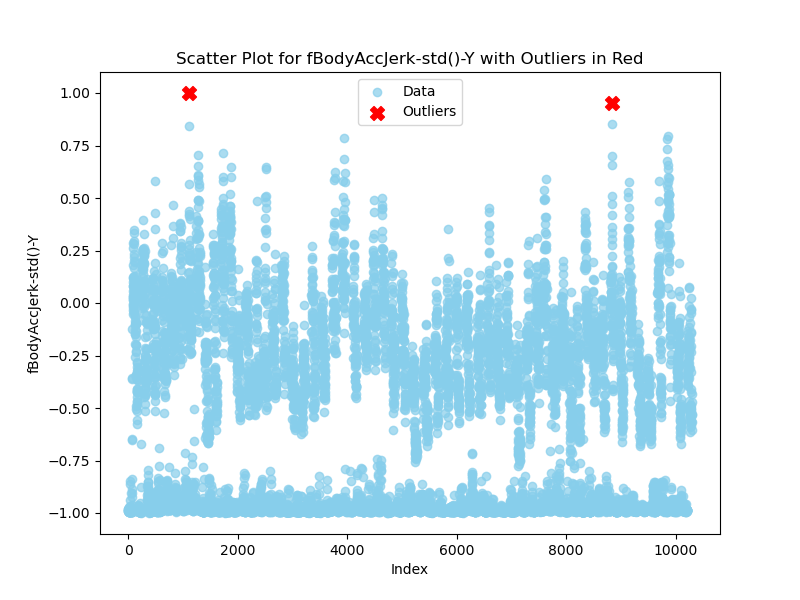 Scatter Plot for fBodyAccJerk-std()-Y with Outliers in Red
Data
Outliers
fBodyAccJerk-std()-Y
1.00
0.75
0.50
0.25
0.00
−0.25
−0.50
−0.75
−1.00
0 2000 4000 6000 8000 10000
Index